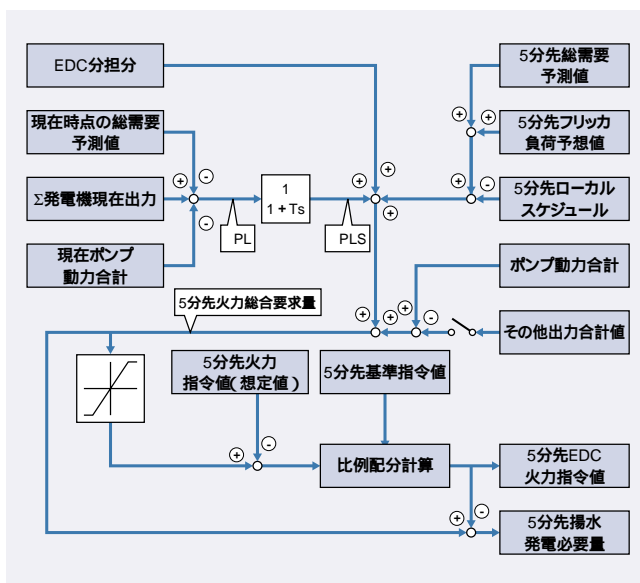 EDC分担分
5分先総需要
予測値
現在時点の総需要
予測値
5分先フリッカ
負荷予想値
Σ発電機現在出力
1
1 + Ts
5分先ローカル
スケジュール
PL
PLS
現在ポンプ
動力合計
ポンプ動力合計
5分先火力総合要求量
その他出力合計値
5分先火力
指令値(想定値)
5分先基準指令値
比例配分計算
5分先EDC
火力指令値
5分先揚水
発電必要量